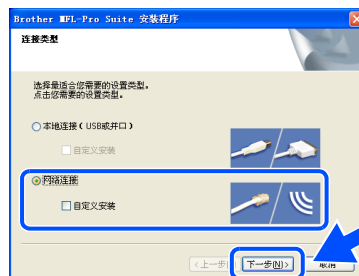 Brother MFL-Pro Suite 安装程序
连接类型
选择最适合您需要的设置类型。
点击您需要的设置类型。
本地连接(USB或并口)
自定义安装
网络连接
自定义安装
<上一步 下一步(N)> 取消